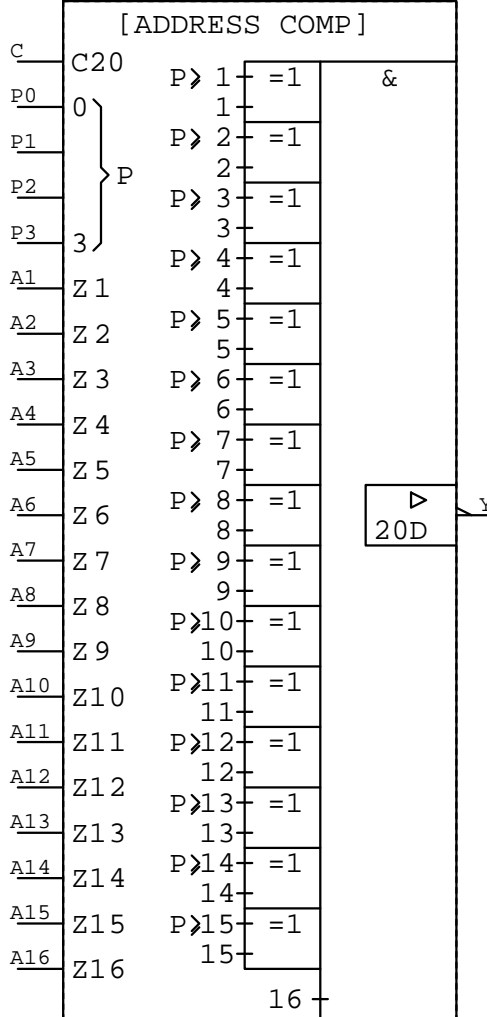 [ADDRESS COMP]
C C20 P≥ 1 =1 &
P0 0 1
P1 P≥ 2 =1
P 2
P2 P≥ 3 =1
P3 3 3
P≥ 4 =1
A1 Z1 4
A2 Z2 P≥ 5 =1
5
A3 Z3 P≥ 6 =1
6
A4 Z4 P≥ 7 =1
A5 Z5 7
A6 Z6 P≥ 8 =1 Y
8 20D
A7 Z7 P≥ 9 =1
A8 Z8 9
P≥10 =1
A9 Z9 10
A10 Z10 P≥11 =1
11
A11 Z11 P≥12 =1
A12 Z12 12
P≥13 =1
A13 Z13 13
A14 Z14 P≥14 =1
14
A15 Z15 P≥15 =1
A16 Z16 15
16